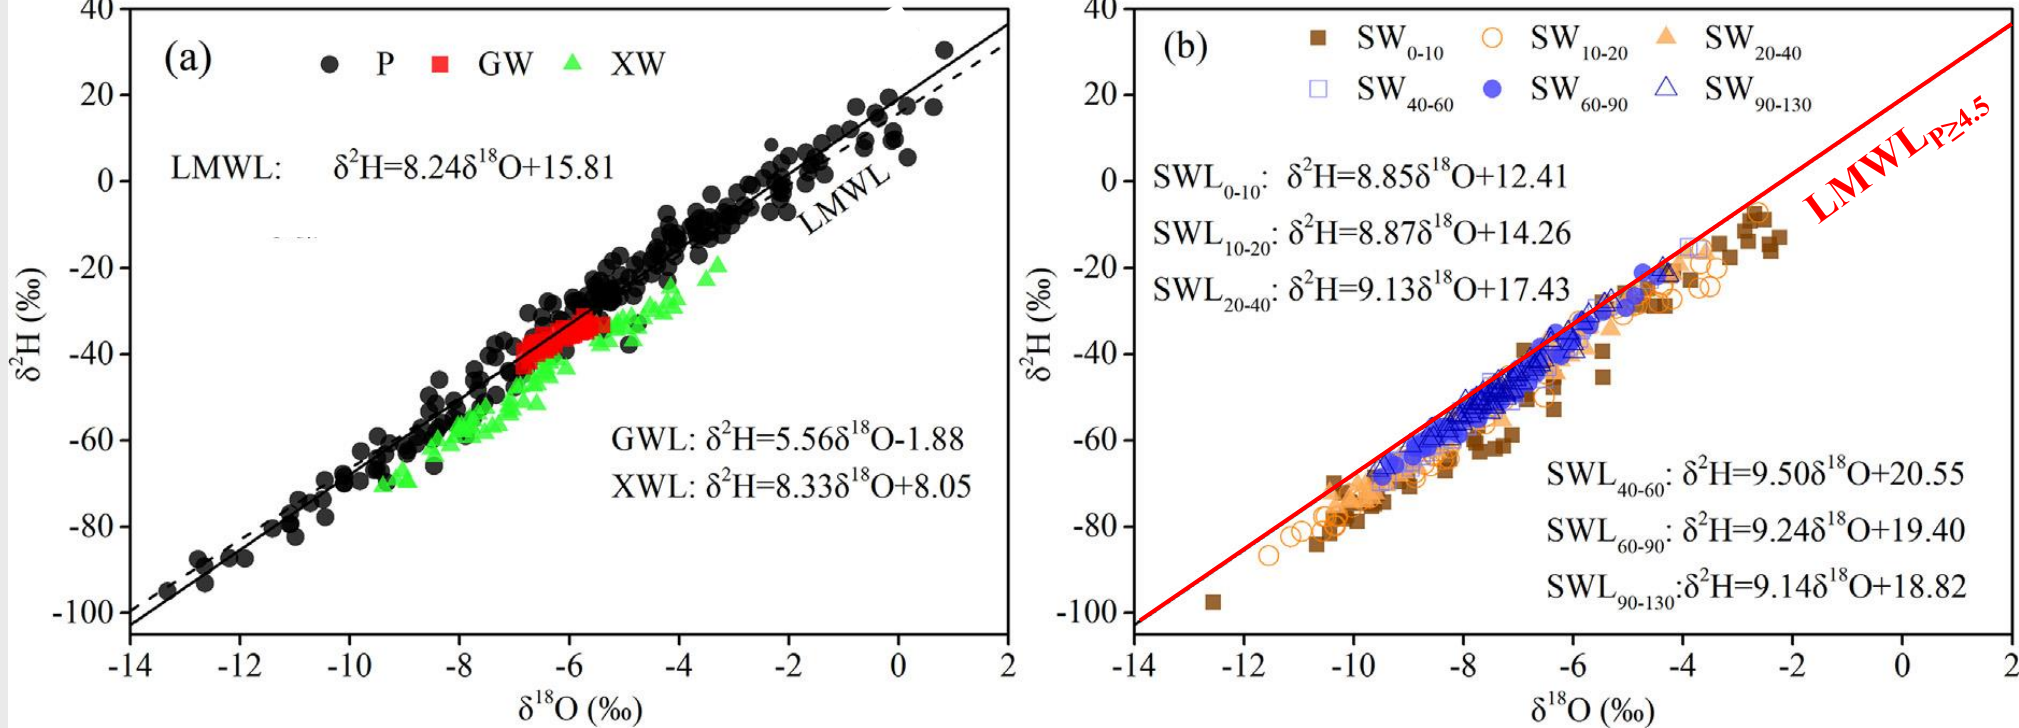 (a)
P GW XW
LMWL: δ²H=8.24δ¹⁸O+15.81
LMWL
GWL: δ²H=5.56δ¹⁸O-1.88
XWL: δ²H=8.33δ¹⁸O+8.05
40
20
0
-20
-40
-60
-80
-100
δ²H (‰)
-14 -12 -10 -8 -6 -4 -2 0 2
δ¹⁸O (‰)
(b)
SW₀₋₁₀ SW₁₀₋₂₀ SW₂₀₋₄₀
SW₄₀₋₆₀ SW₆₀₋₉₀ SW₉₀₋₁₃₀
LMWL P≥4.5
SWL₀₋₁₀: δ²H=8.85δ¹⁸O+12.41
SWL₁₀₋₂₀: δ²H=8.87δ¹⁸O+14.26
SWL₂₀₋₄₀: δ²H=9.13δ¹⁸O+17.43
SWL₄₀₋₆₀: δ²H=9.50δ¹⁸O+20.55
SWL₆₀₋₉₀: δ²H=9.24δ¹⁸O+19.40
SWL₉₀₋₁₃₀:δ²H=9.14δ¹⁸O+18.82
40
20
0
-20
-40
-60
-80
-100
δ²H (‰)
-14 -12 -10 -8 -6 -4 -2 0 2
δ¹⁸O (‰)